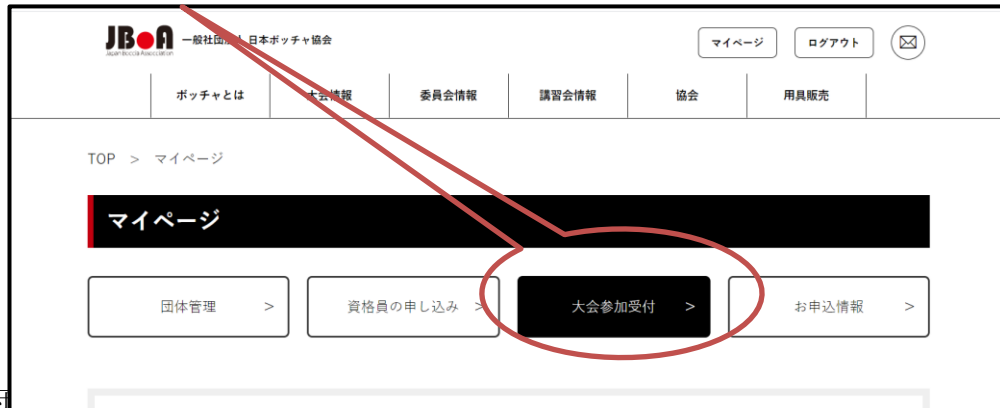 JBoA 一般社団法人 日本ボッチャ協会 マイページ ログアウト
Japan Boccia Association
ボッチャとは 大会情報 委員会情報 講習会情報 協会 用具販売
TOP > マイページ
マイページ
団体管理 > 資格員の申し込み > 大会参加受付 > お申込情報 >